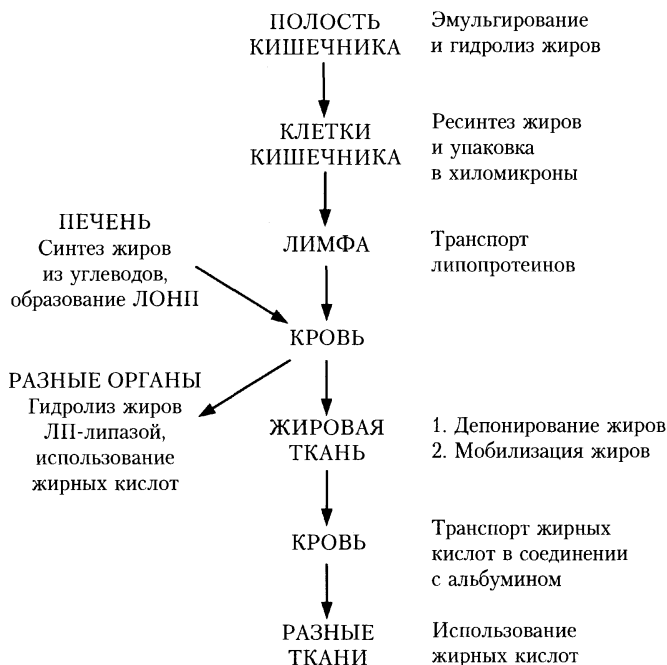 ПОЛОСТЬ
КИШЕЧНИКА
Эмульгирование
и гидролиз жиров
КЛЕТКИ
КИШЕЧНИКА
Ресинтез жиров
и упаковка
в хиломикроны
ПЕЧЕНЬ
Синтез жиров
из углеводов,
образование ЛОНП
ЛИМФА
Транспорт
липопротеинов
КРОВЬ
РАЗНЫЕ ОРГАНЫ
Гидролиз жиров
ЛП-липазой,
использование
жирных кислот
ЖИРОВАЯ
ТКАНЬ
1. Депонирование жиров
2. Мобилизация жиров
КРОВЬ
Транспорт жирных
кислот в соединении
с альбумином
РАЗНЫЕ
ТКАНИ
Использование
жирных кислот